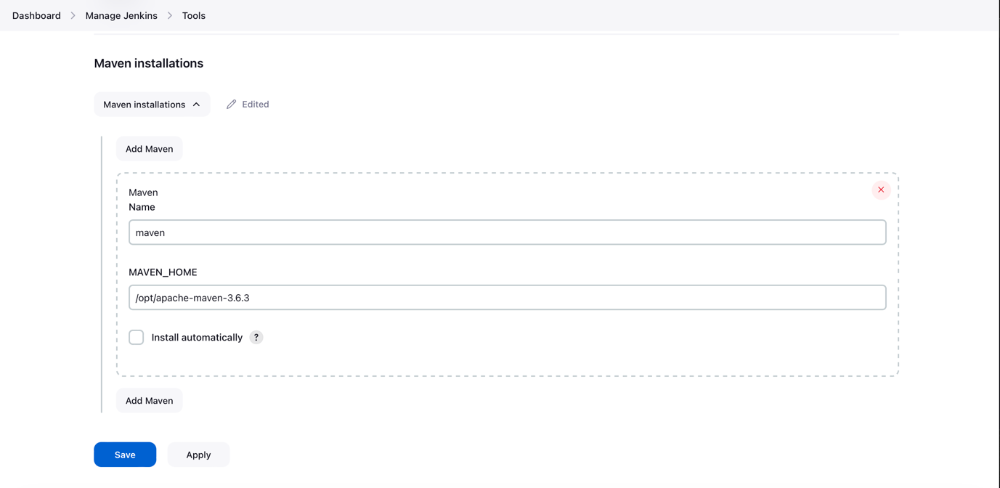 Dashboard > Manage Jenkins > Tools
Maven installations
Maven installations Edited
Add Maven
Maven
Name
maven
MAVEN_HOME
/opt/apache-maven-3.6.3
Install automatically ?
Add Maven
Save Apply